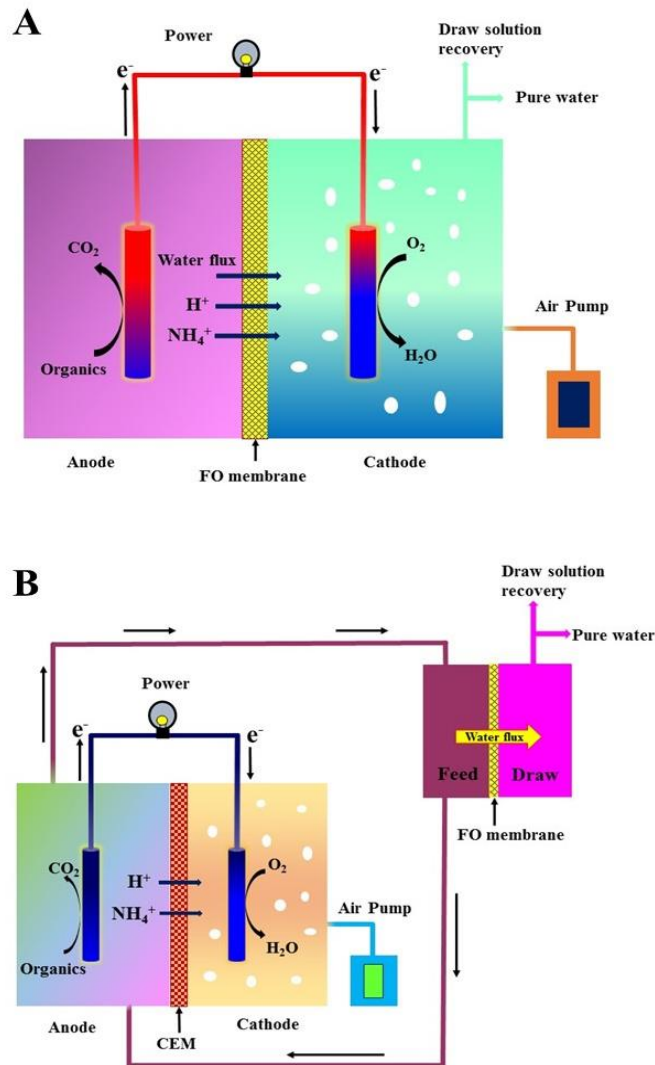 A
Power
Draw solution
recovery
Pure water
e⁻
e⁻
CO₂
Water flux
O₂
H⁺
Air Pump
NH₄⁺
Organics
H₂O
Anode
Cathode
FO membrane
B
Draw solution
recovery
Pure water
Power
e⁻
e⁻
Water flux
Feed
Draw
FO membrane
CO₂
O₂
H⁺
NH₄⁺
Air Pump
Organics
H₂O
Anode
Cathode
CEM